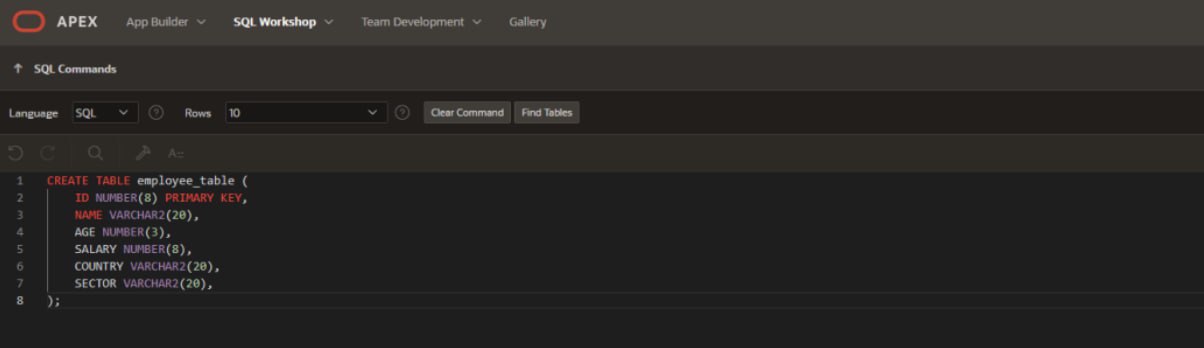 APEX App Builder SQL Workshop Team Development Gallery
SQL Commands
Language SQL Rows 10 Clear Command Find Tables
1 CREATE TABLE employee_table (
2 ID NUMBER(8) PRIMARY KEY,
3 NAME VARCHAR2(20),
4 AGE NUMBER(3),
5 SALARY NUMBER(8),
6 COUNTRY VARCHAR2(20),
7 SECTOR VARCHAR2(20),
8 );